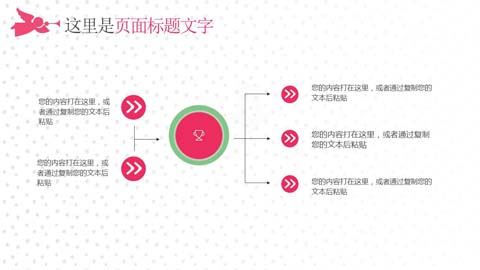 这里是页面标题文字
您的内容打在这里，或
者通过复制您的文本后
粘贴
您的内容打在这里，或
者通过复制您的文本后
粘贴
您的内容打在这里，或者通过复制您的
文本后粘贴
您的内容打在这里，或者通过复制
您的文本后粘贴
您的内容打在这里，或者通过复制您的
文本后粘贴